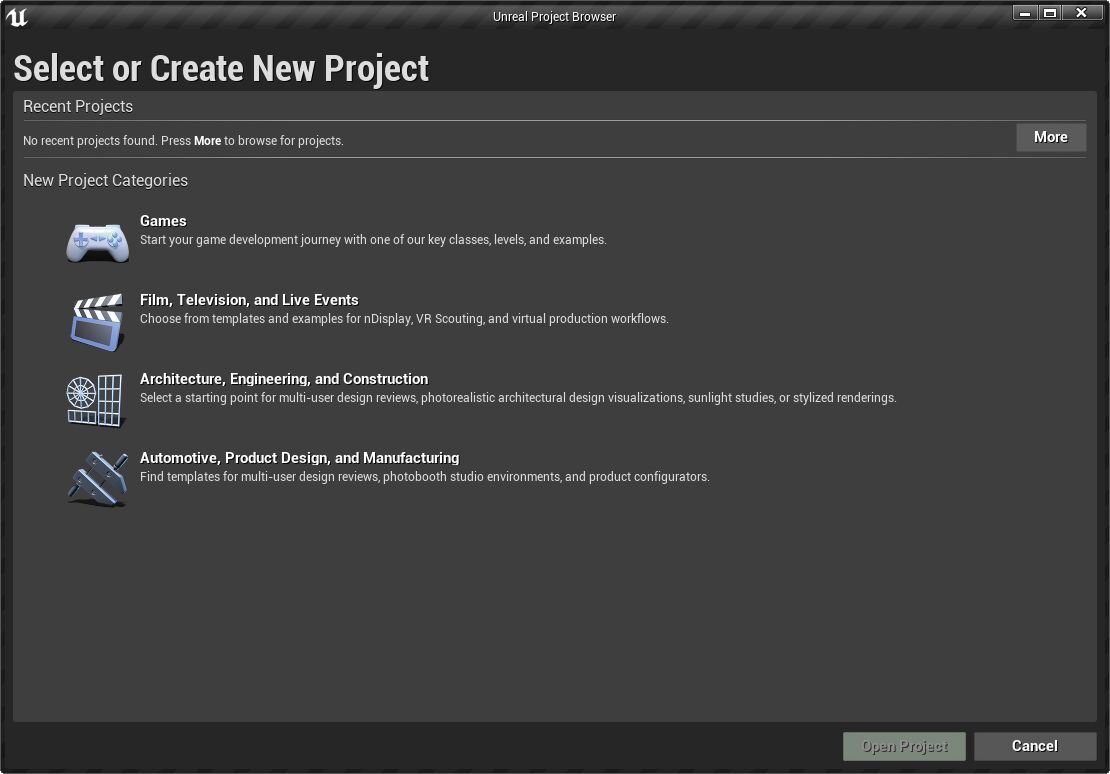 Unreal Project Browser
Select or Create New Project
Recent Projects
No recent projects found. Press More to browse for projects.
More
New Project Categories
Games
Start your game development journey with one of our key classes, levels, and examples.
Film, Television, and Live Events
Choose from templates and examples for nDisplay, VR Scouting, and virtual production workflows.
Architecture, Engineering, and Construction
Select a starting point for multi-user design reviews, photorealistic architectural design visualizations, sunlight studies, or stylized renderings.
Automotive, Product Design, and Manufacturing
Find templates for multi-user design reviews, photobooth studio environments, and product configurators.
Open Project
Cancel